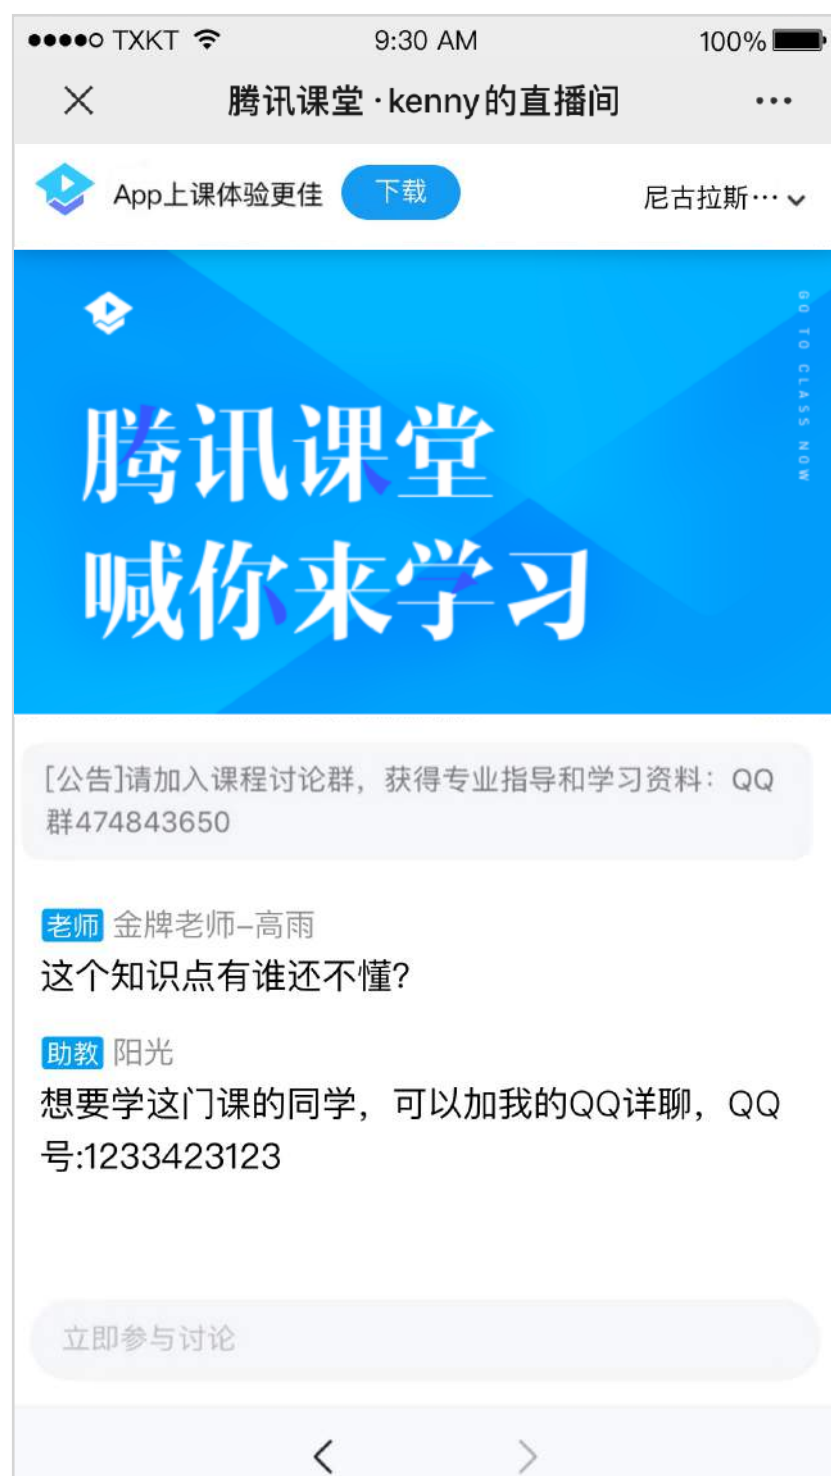 ●●●●○ TXKT 9:30 AM 100%
腾讯课堂 · kenny的直播间 ···
App上课体验更佳 下载 尼古拉斯···
GO TO CLASS NOW
腾讯课堂
喊你来学习
[公告]请加入课程讨论群，获得专业指导和学习资料：QQ
群474843650
老师 金牌老师-高雨
这个知识点有谁还不懂?
助教 阳光
想要学这门课的同学，可以加我的QQ详聊，QQ
号:1233423123
立即参与讨论